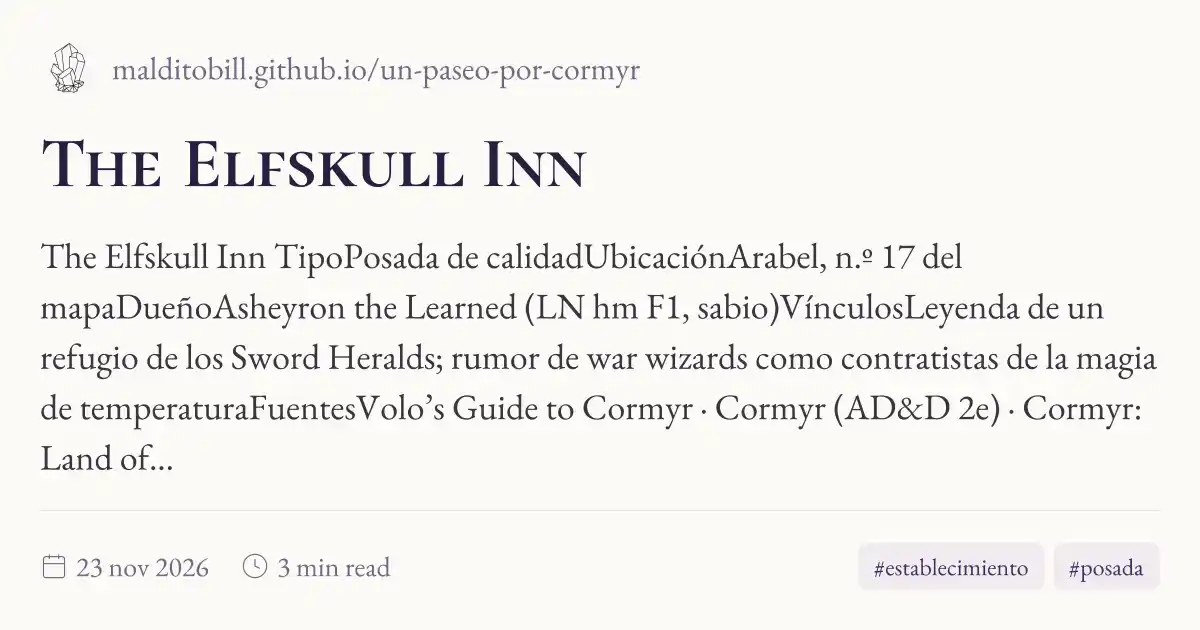 malditobill.github.io/un-paseo-por-cormyr
The Elfskull Inn
The Elfskull Inn TipoPosada de calidadUbicaciónArabel, n.º 17 del
mapaDueñoAsheyron the Learned (LN hm F1, sabio)VínculosLeyenda de un
refugio de los Sword Heralds; rumor de war wizards como contratistas de la magia
de temperaturaFuentesVolo’s Guide to Cormyr · Cormyr (AD&D 2e) · Cormyr:
Land of...
23 nov 2026 3 min read #establecimiento #posada